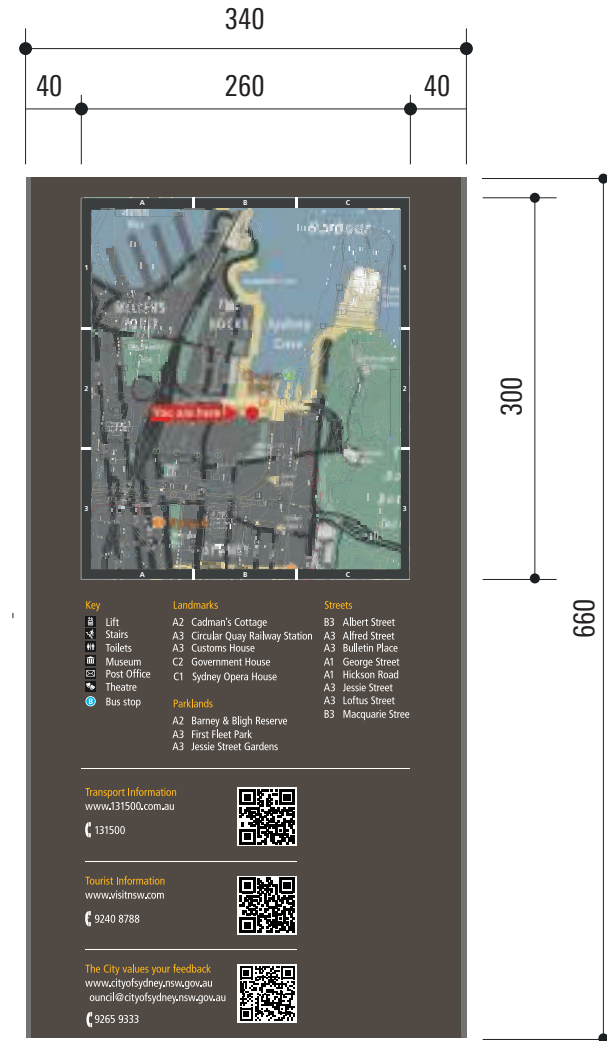 340
40 260 40
A B C
1 1
THE
ROCKS
Sydney
Cove
2 2
You are here
3 3
A B C
300
660
Key
Lift
Stairs
Toilets
Museum
Post Office
Theatre
B Bus stop
Landmarks
A2 Cadman's Cottage
A3 Circular Quay Railway Station
A3 Customs House
C2 Government House
C1 Sydney Opera House
Parklands
A2 Barney & Bligh Reserve
A3 First Fleet Park
A3 Jessie Street Gardens
Streets
B3 Albert Street
A3 Alfred Street
A3 Bulletin Place
A1 George Street
A1 Hickson Road
A3 Jessie Street
A3 Loftus Street
B3 Macquarie Stree
Transport Information
www.131500.com.au
131500
Tourist Information
www.visitnsw.com
9240 8788
The City values your feedback
www.cityofsydney.nsw.gov.au
ouncil@cityofsydney.nsw.gov.au
9265 9333